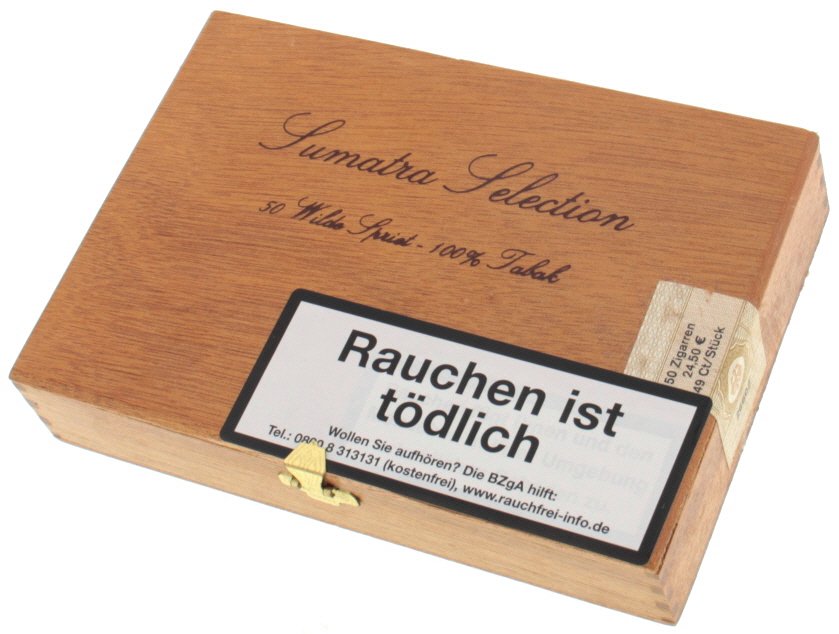 Sumatra Selection
50 Wilde Spriet - 100% Tabak
50 Zigarren
24,50 €
49 Ct/Stück
Rauchen ist
tödlich
Wollen Sie aufhören? Die BZgA hilft:
Tel.: 0800 8 313131 (kostenfrei), www.rauchfrei-info.de